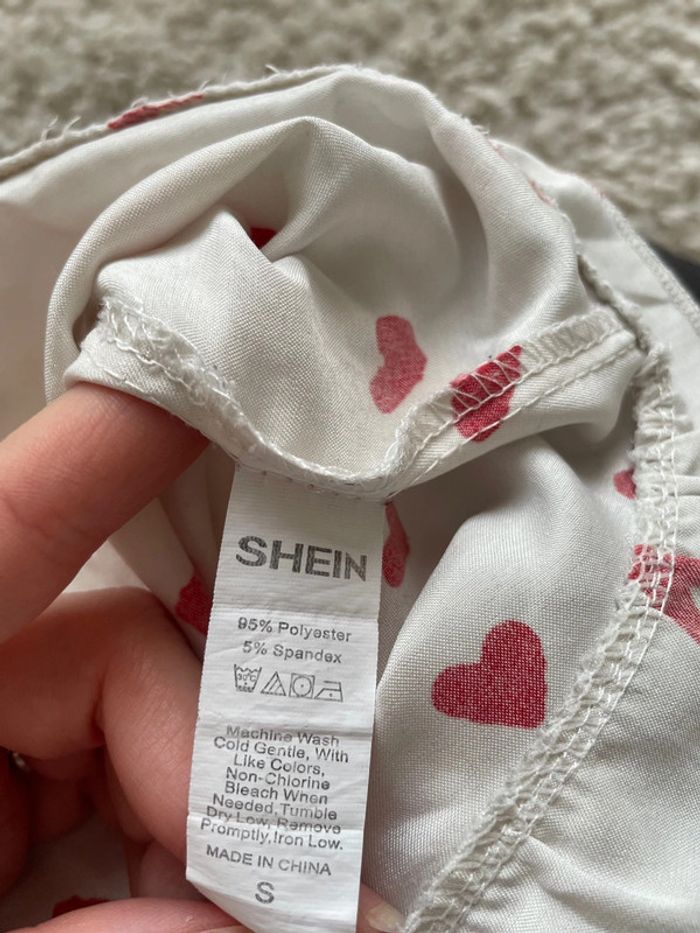 SHEIN
95% Polyester
5% Spandex
30°C
Machine Wash
Cold Gentle, With
Like Colors,
Non-Chlorine
Bleach When
Needed, Tumble
Dry Low, Remove
Promptly, Iron Low.
MADE IN CHINA
S